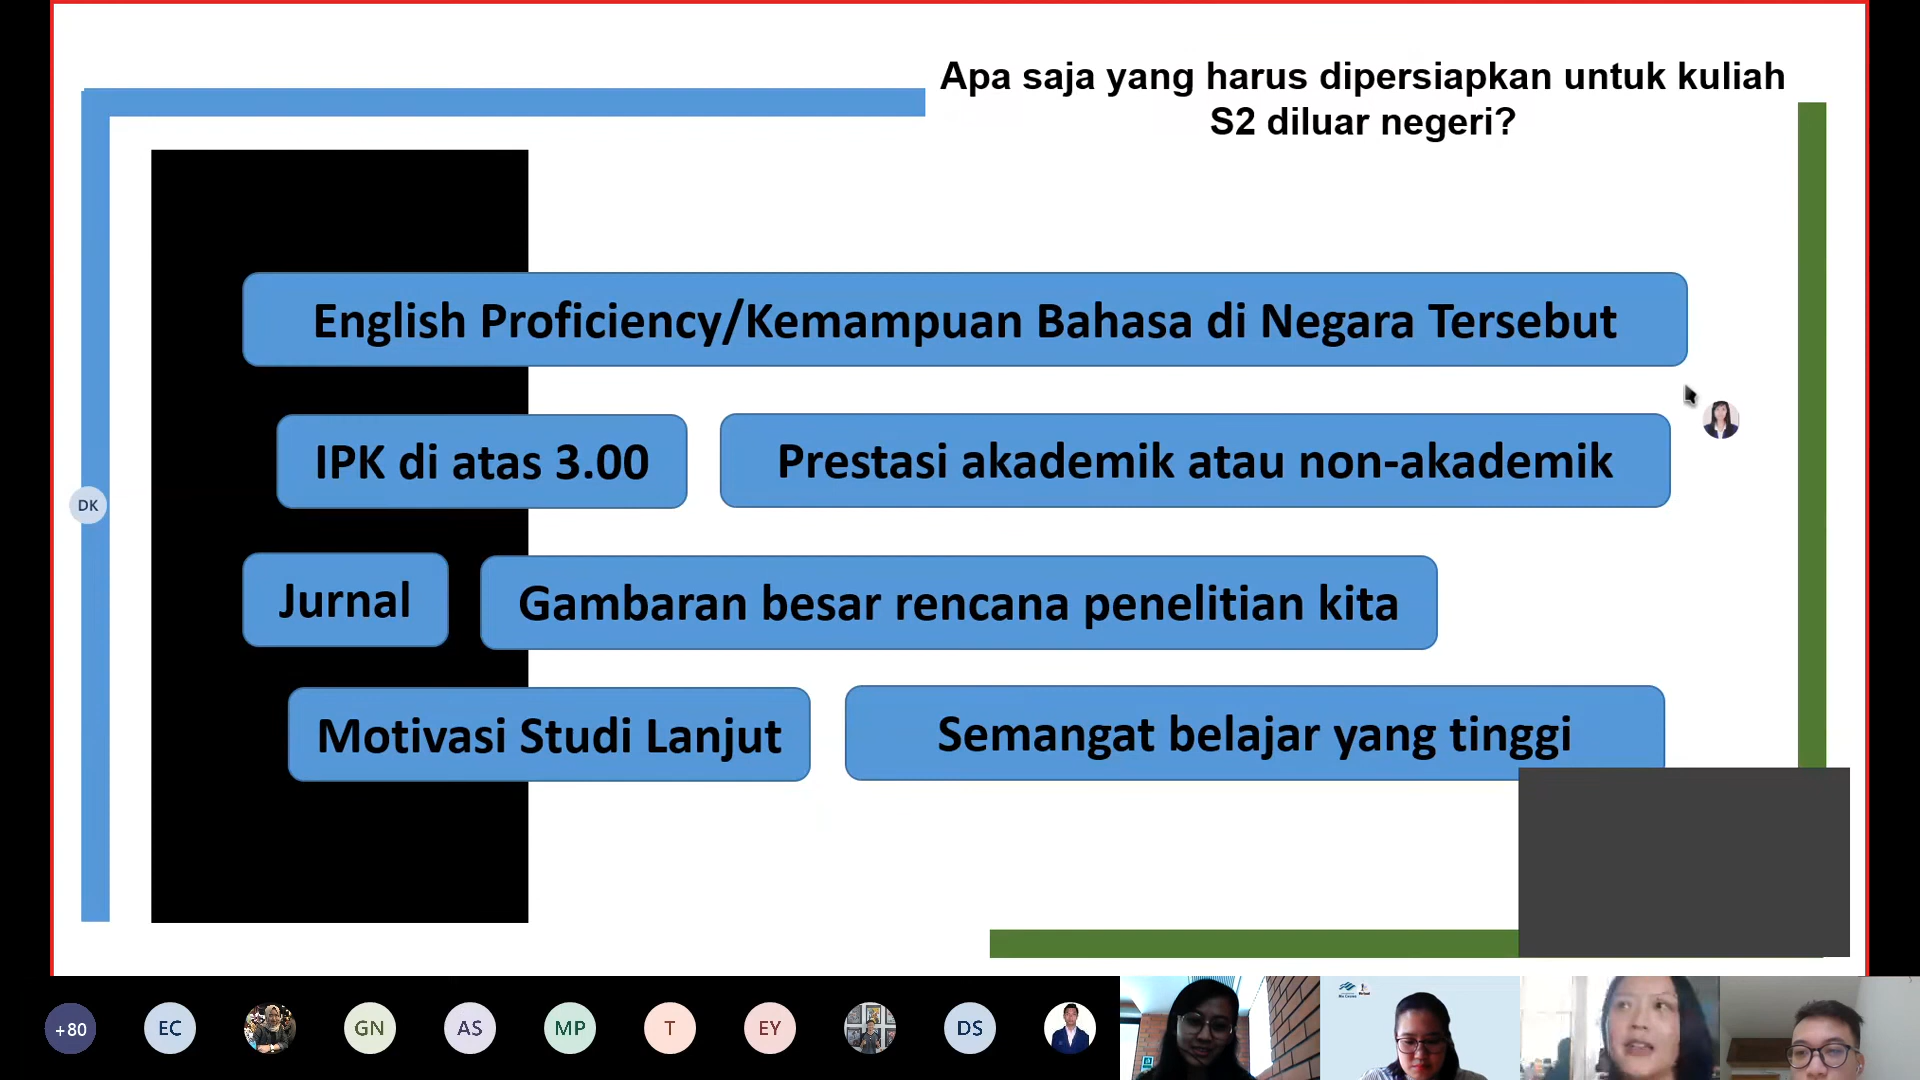 Apa saja yang harus dipersiapkan untuk kuliah
S2 diluar negeri?
English Proficiency/Kemampuan Bahasa di Negara Tersebut
IPK di atas 3.00
Prestasi akademik atau non-akademik
DK
Jurnal
Gambaran besar rencana penelitian kita
Motivasi Studi Lanjut
Semangat belajar yang tinggi
+80
EC
GN
AS
MP
T
EY
DS